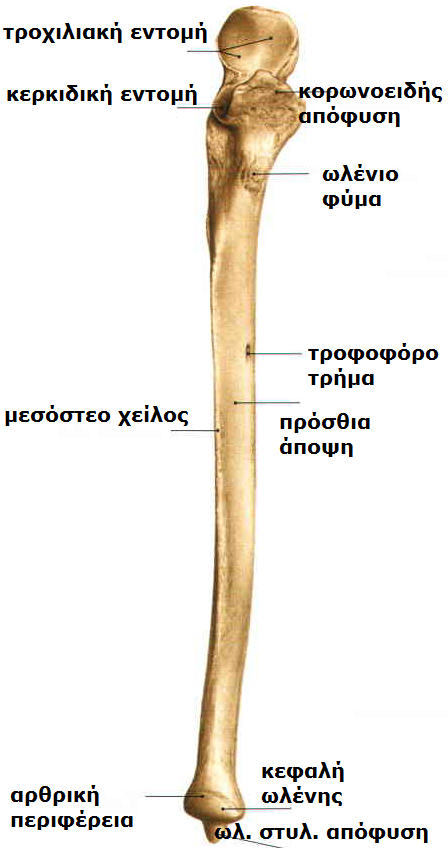 τροχιλιακή εντομή
κερκιδική εντομή
κορωνοειδής
απόφυση
ωλένιο
φύμα
τροφοφόρο
τρήμα
μεσόστεο χείλος
πρόσθια
άποψη
κεφαλή
ωλένης
αρθρική
περιφέρεια
ωλ. στυλ. απόφυση